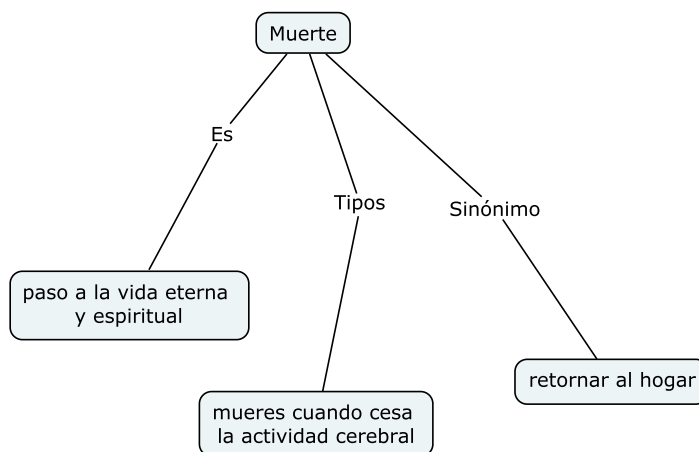 Muerte
Es
Tipos
Sinónimo
paso a la vida eterna
y espiritual
retornar al hogar
mueres cuando cesa
la actividad cerebral